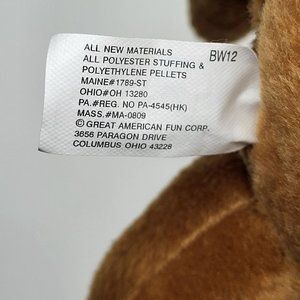 ALL NEW MATERIALS BW12
ALL POLYESTER STUFFING &
POLYETHYLENE PELLETS
MAINE#1789-ST
OHIO#OH 13280
PA.#REG. NO PA-4545(HK)
MASS.#MA-0809
©GREAT AMERICAN FUN CORP.
3656 PARAGON DRIVE
COLUMBUS OHIO 43228